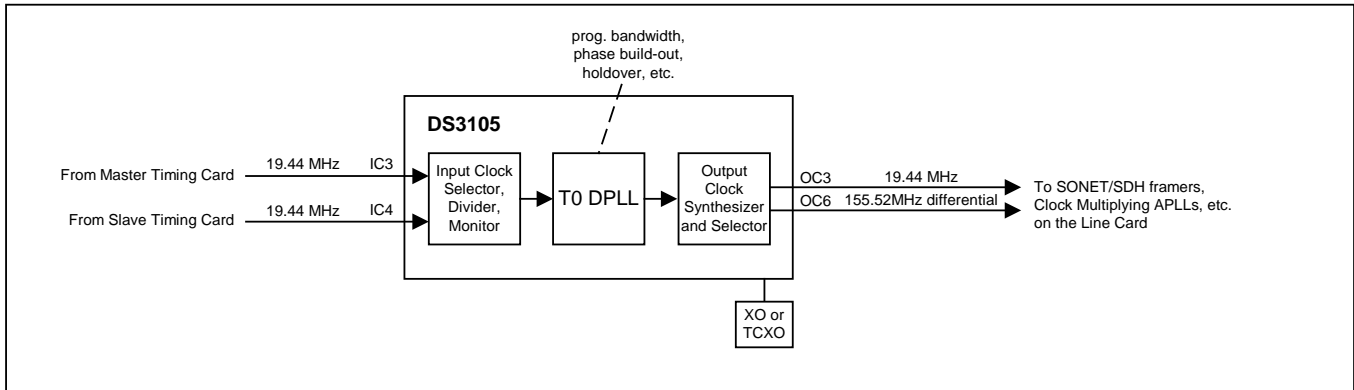 prog. bandwidth,
phase build-out,
holdover, etc.
DS3105
From Master Timing Card
19.44 MHz
IC3
From Slave Timing Card
19.44 MHz
IC4
Input Clock
Selector,
Divider,
Monitor
T0 DPLL
Output
Clock
Synthesizer
and Selector
OC3
19.44 MHz
OC6
155.52MHz differential
To SONET/SDH framers,
Clock Multiplying APLLs, etc.
on the Line Card
XO or
TCXO